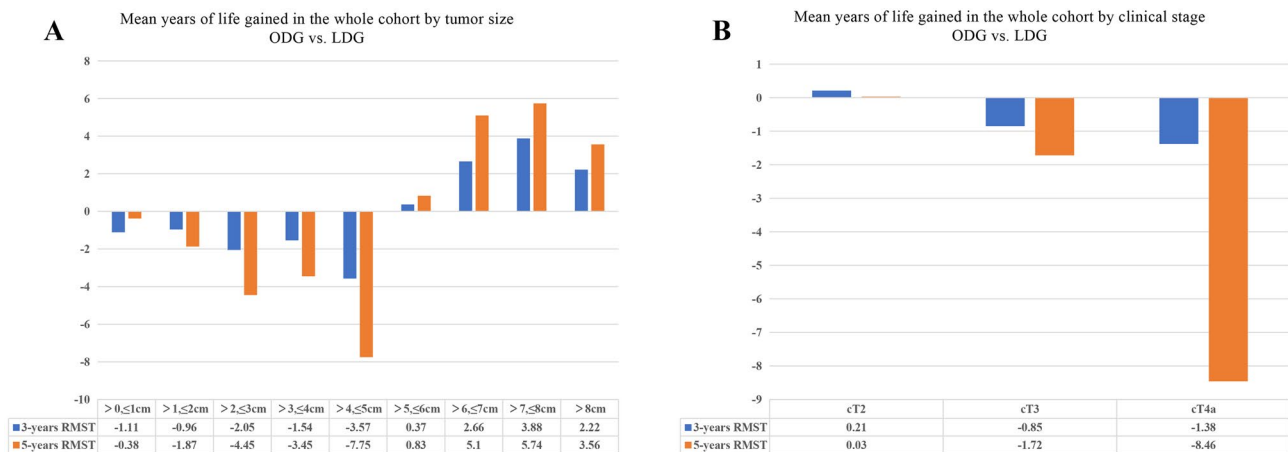 A
Mean years of life gained in the whole cohort by tumor size
ODG vs. LDG
8
6
4
2
0
-2
-4
-6
-8
-10
＞0,≤1cm ＞1,≤2cm ＞2,≤3cm ＞3,≤4cm ＞4,≤5cm ＞5,≤6cm ＞6,≤7cm ＞7,≤8cm ＞8cm
3-years RMST -1.11 -0.96 -2.05 -1.54 -3.57 0.37 2.66 3.88 2.22
5-years RMST -0.38 -1.87 -4.45 -3.45 -7.75 0.83 5.1 5.74 3.56
B
Mean years of life gained in the whole cohort by clinical stage
ODG vs. LDG
1
0
-1
-2
-3
-4
-5
-6
-7
-8
-9
cT2 cT3 cT4a
3-years RMST 0.21 -0.85 -1.38
5-years RMST 0.03 -1.72 -8.46